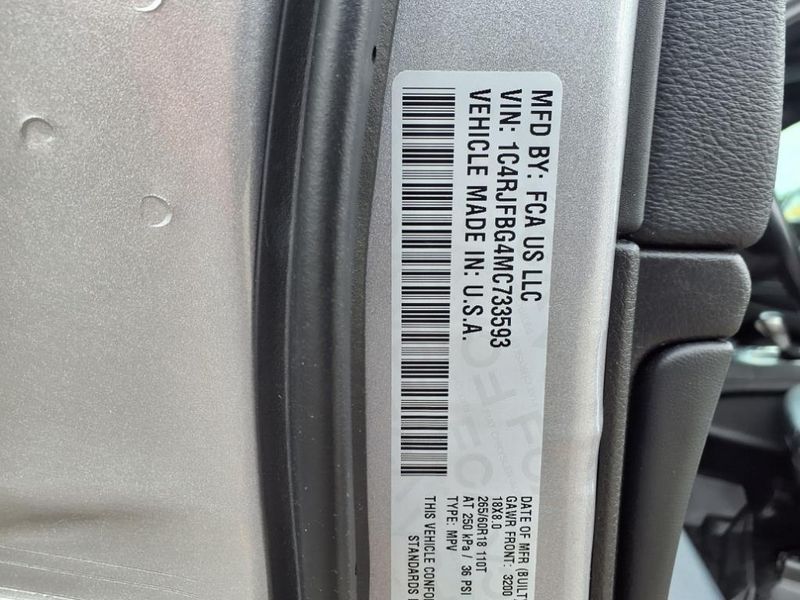 MFD BY: FCA US LLC
VIN: 1C4RJFBG4MC733593
VEHICLE MADE IN: U.S.A.
DATE OF MFR (BUILT)
GAWR FRONT: 3200
18X8.0
265/60R18 110T
AT 250 kPa / 36 PSI
TYPE: MPV
THIS VEHICLE CONFO
STANDARDS